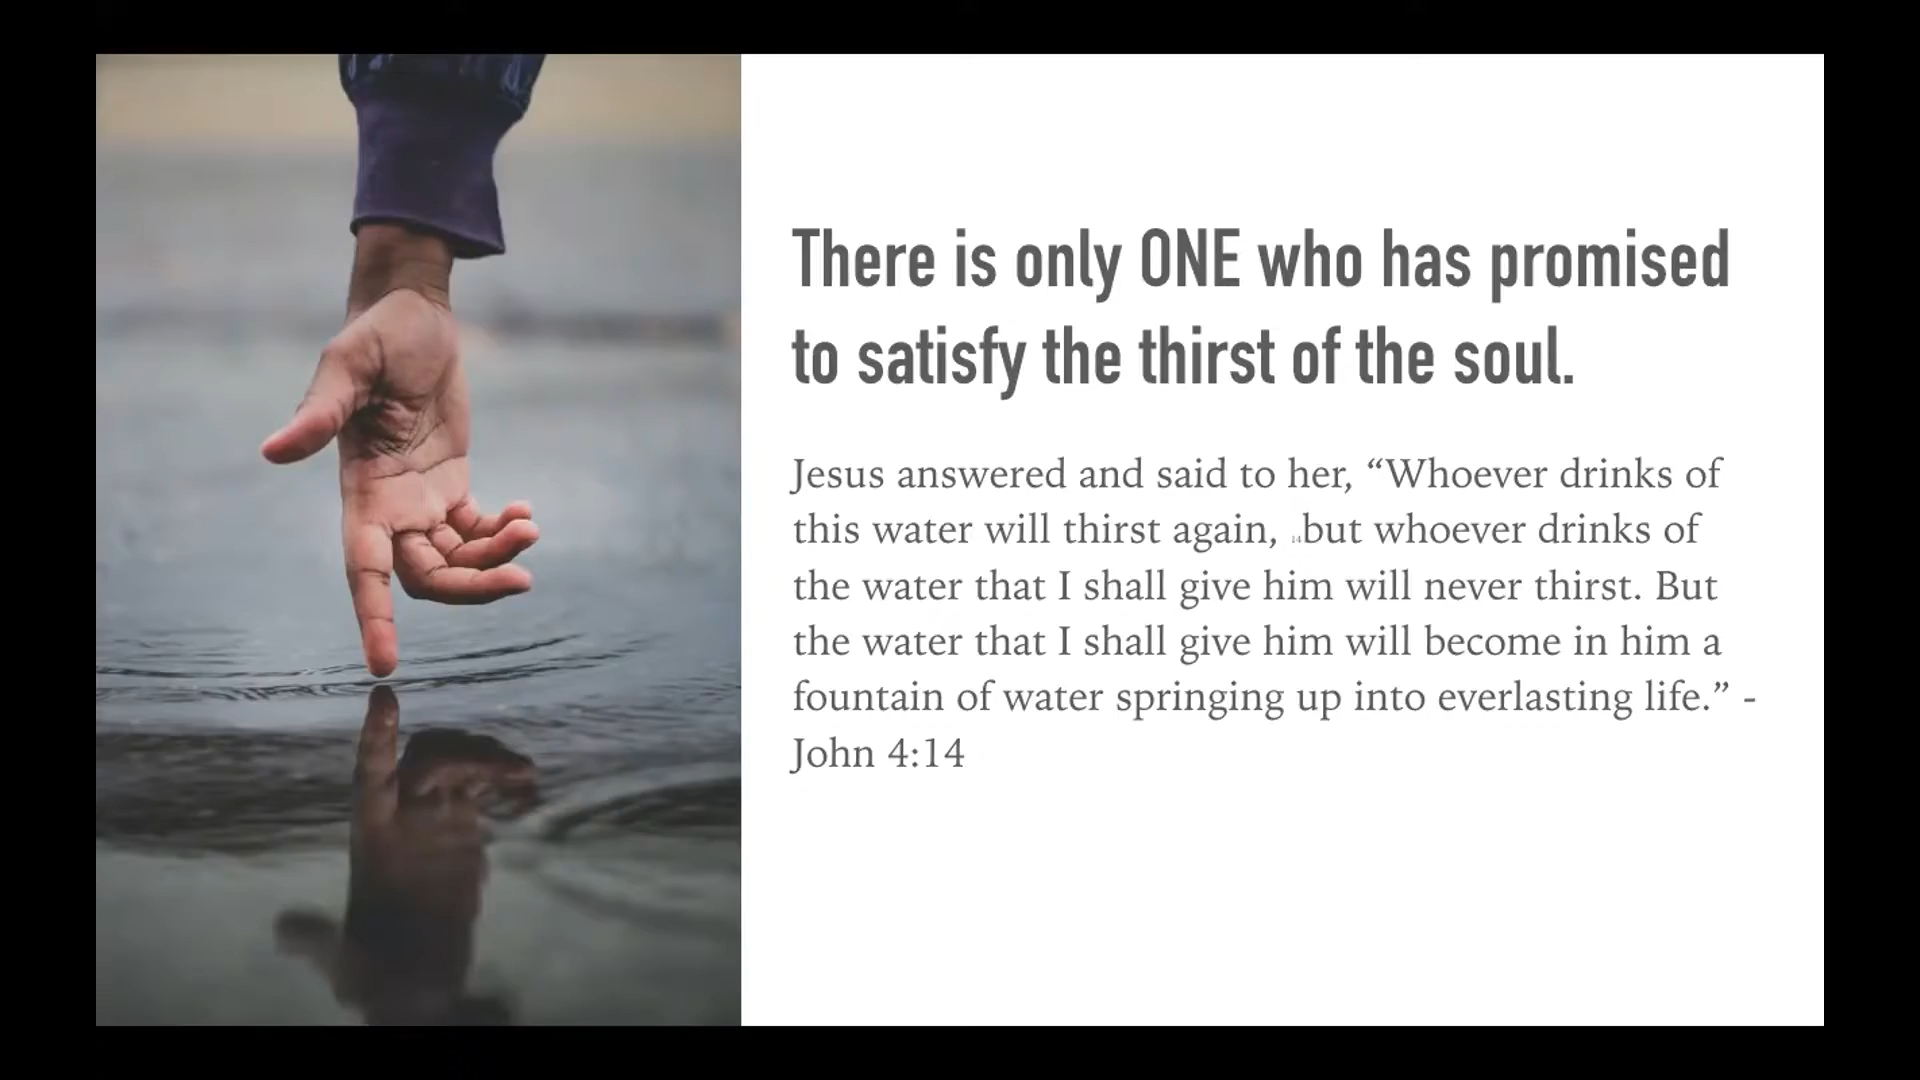 There is only ONE who has promised
to satisfy the thirst of the soul.
Jesus answered and said to her, “Whoever drinks of
this water will thirst again, 14but whoever drinks of
the water that I shall give him will never thirst. But
the water that I shall give him will become in him a
fountain of water springing up into everlasting life.” -
John 4:14